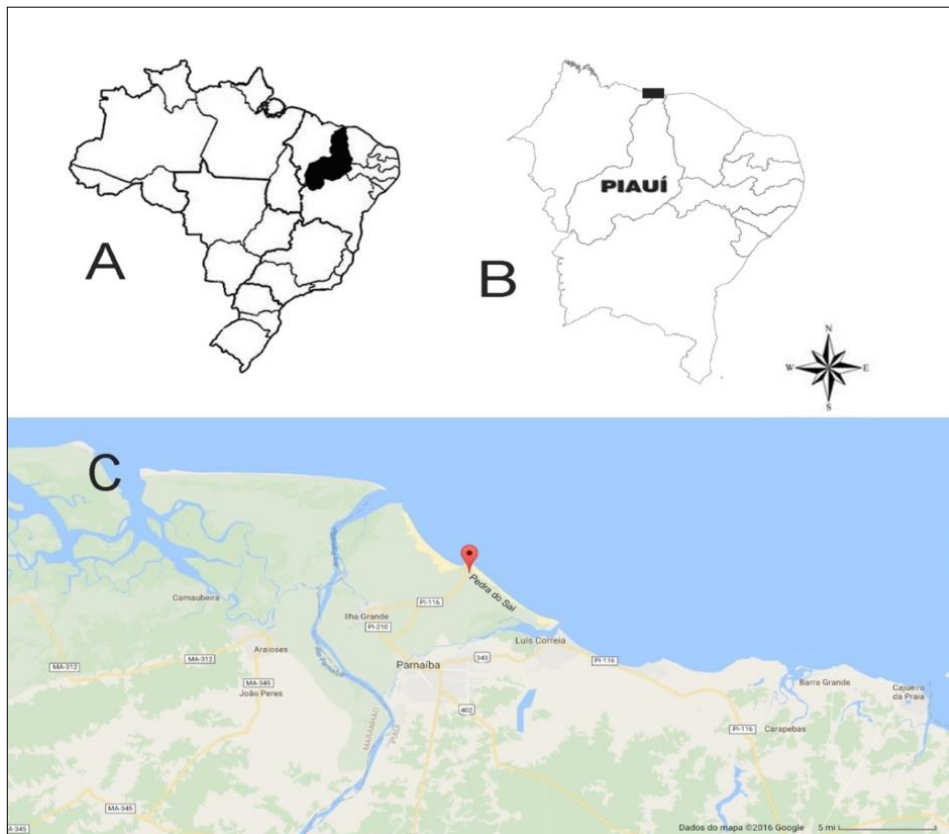 A
B
PIAUÍ
N
W
E
S
C
Pedra do Sal
PI-116
Carnaubeira
Ilha Grande
PI-210
Luís Correia
MA-312
MA-312
Araioses
Parnaíba
343
PI-116
MA-345
João Peres
Barra Grande
Cajueiro
da Praia
402
MARANHÃO
PIAUÍ
Carapebas
PI-116
MA-345
MA-345
Dados do mapa ©2016 Google
5 mi